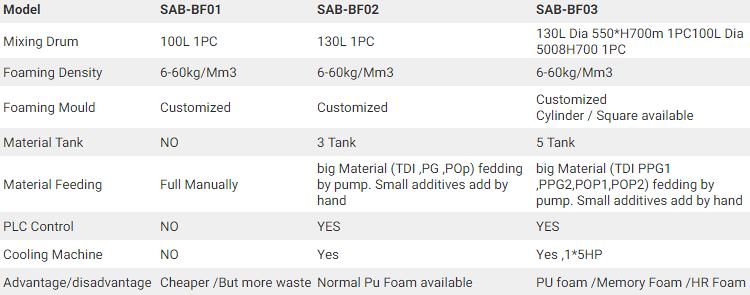 Model SAB-BF01 SAB-BF02 SAB-BF03
Mixing Drum 100L 1PC 130L 1PC 130L Dia 550*H700m 1PC100L Dia
5008H700 1PC
Foaming Density 6-60kg/Mm3 6-60kg/Mm3 6-60kg/Mm3
Foaming Mould Customized Customized Customized
Cylinder / Square available
Material Tank NO 3 Tank 5 Tank
Material Feeding Full Manually big Material (TDI ,PG ,POp) fedding
by pump. Small additives add by
hand
big Material (TDI PPG1
,PPG2,POP1,POP2) fedding by
pump. Small additives add by hand
PLC Control NO YES YES
Cooling Machine NO Yes Yes ,1*5HP
Advantage/disadvantage Cheaper /But more waste Normal Pu Foam available PU foam /Memory Foam /HR Foam